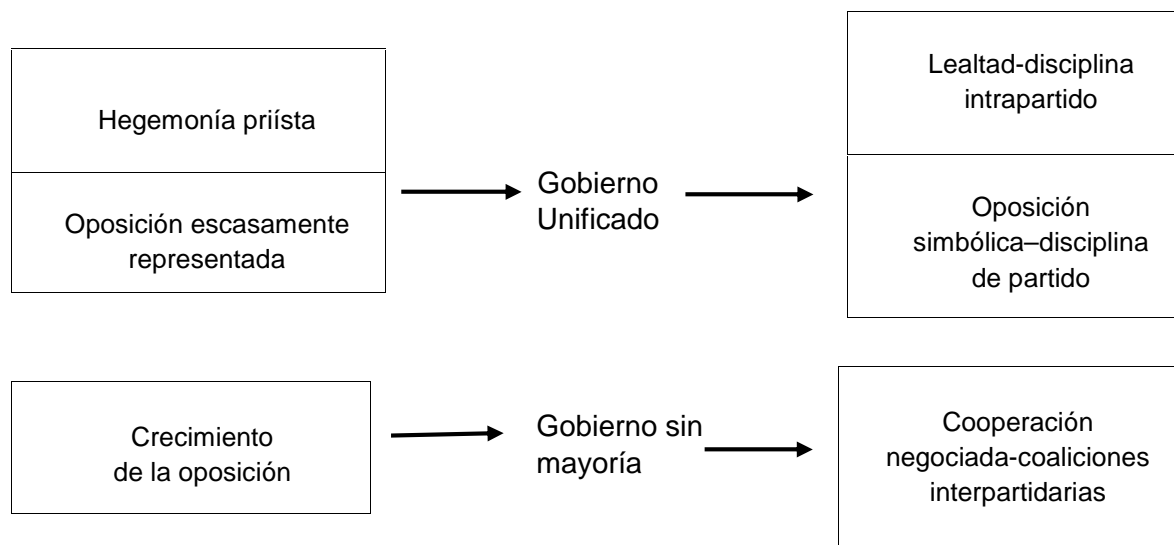 Hegemonía priísta
Oposición escasamente
representada
Gobierno
Unificado
Lealtad-disciplina
intrapartido
Oposición
simbólica–disciplina
de partido
Crecimiento
de la oposición
Gobierno sin
mayoría
Cooperación
negociada-coaliciones
interpartidarias